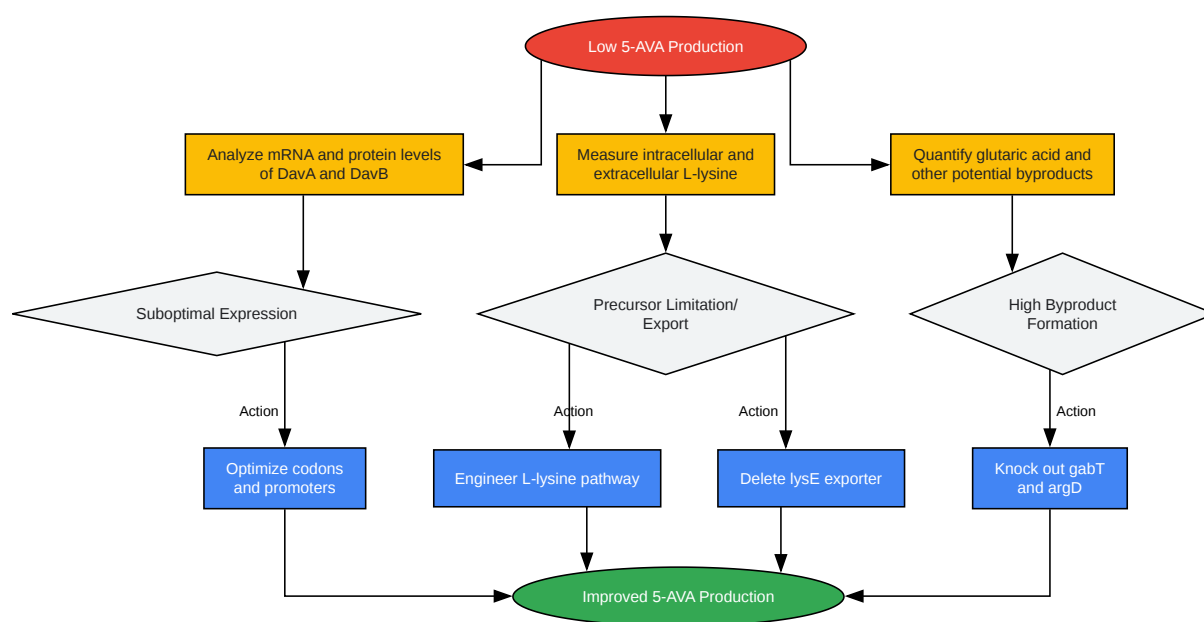 Low 5-AVA Production
Analyze mRNA and protein levels
of DavA and DavB
Measure intracellular and
extracellular L-lysine
Quantify glutaric acid and
other potential byproducts
Suboptimal Expression
Precursor Limitation/
Export
High Byproduct
Formation
Action
Action
Action
Action
Optimize codons
and promoters
Engineer L-lysine pathway
Delete lysE exporter
Knock out gabT
and argD
Improved 5-AVA Production